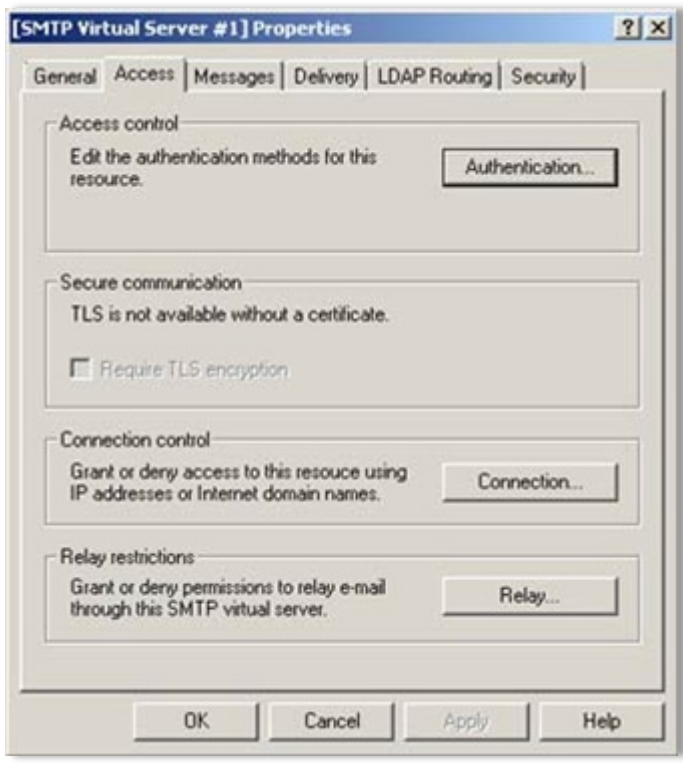 [SMTP Virtual Server #1] Properties
General Access Messages Delivery LDAP Routing Security
Access control
Edit the authentication methods for this
resource.
Authentication...
Secure communication
TLS is not available without a certificate.
Require TLS encryption
Connection control
Grant or deny access to this resouce using
IP addresses or Internet domain names.
Connection...
Relay restrictions
Grant or deny permissions to relay e-mail
through this SMTP virtual server.
Relay...
OK Cancel Apply Help